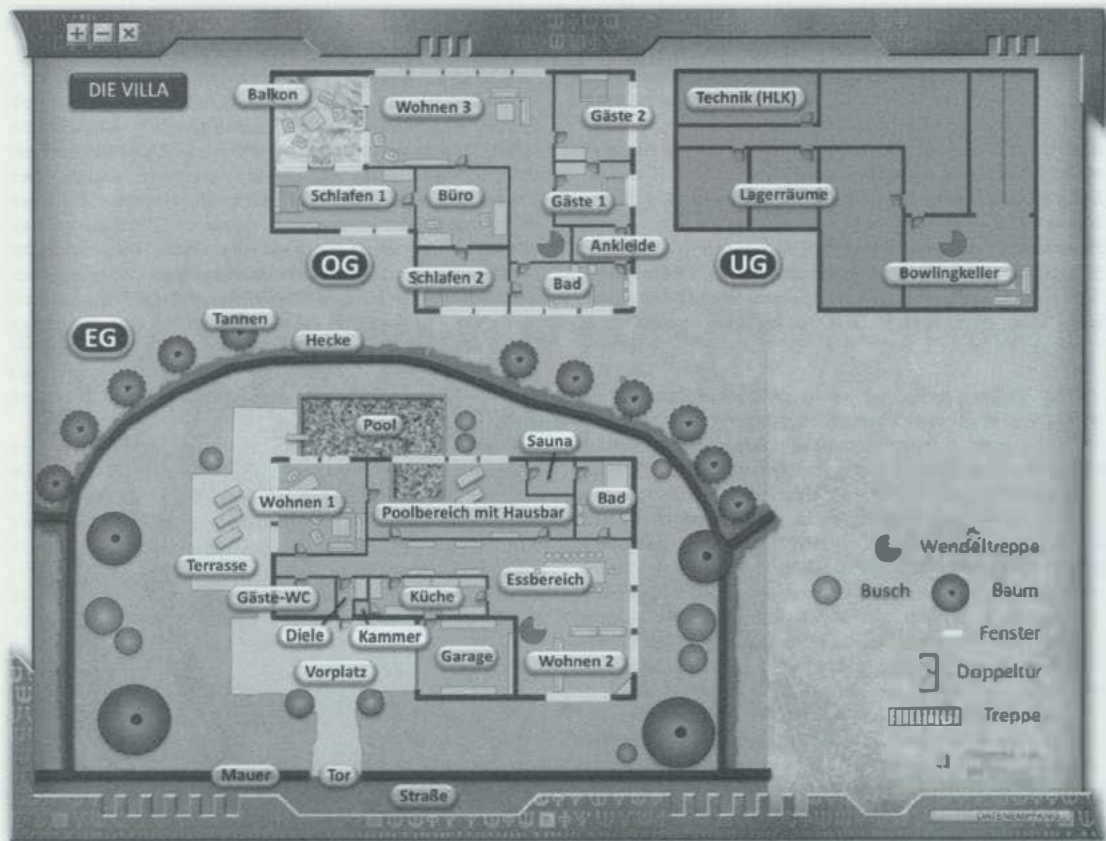 DIE VILLA
Balkon
Wohnen 3
Gäste 2
Schlafen 1
Büro
Gäste 1
Ankleide
OG
Schlafen 2
Bad
Technik (HLK)
Lagerräume
UG
Bowlingkeller
EG
Tannen
Hecke
Pool
Sauna
Wohnen 1
Poolbereich mit Hausbar
Bad
Terrasse
Essbereich
Gäste-WC
Küche
Diele
Kammer
Garage
Wohnen 2
Vorplatz
Mauer
Tor
Straße
Wendeltreppe
Busch
Baum
Fenster
Doppeltür
Treppe
DATENEMPFANG